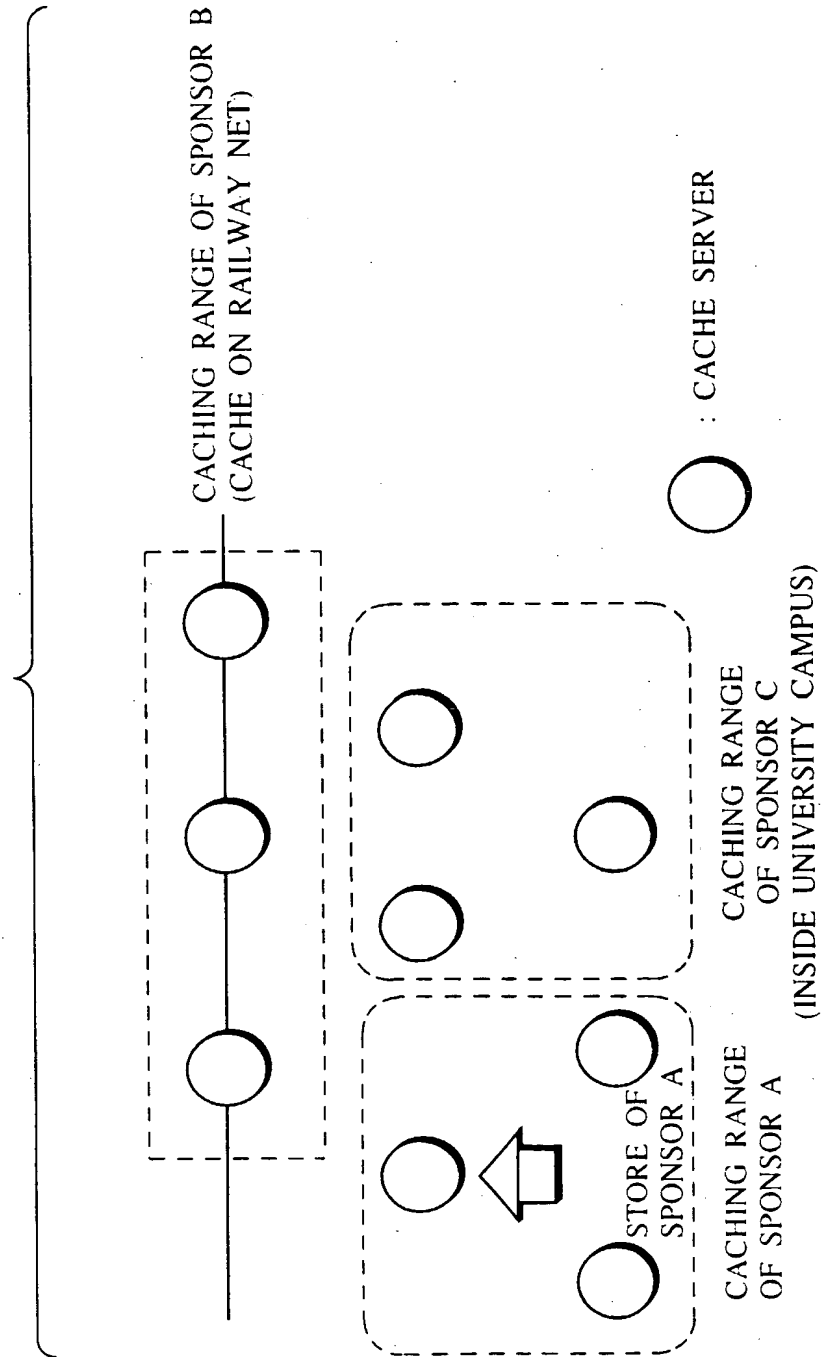 CACHING RANGE OF SPONSOR B
(CACHE ON RAILWAY NET)
STORE OF
SPONSOR A
CACHING RANGE
OF SPONSOR A
CACHING RANGE
OF SPONSOR C
(INSIDE UNIVERSITY CAMPUS)
: CACHE SERVER